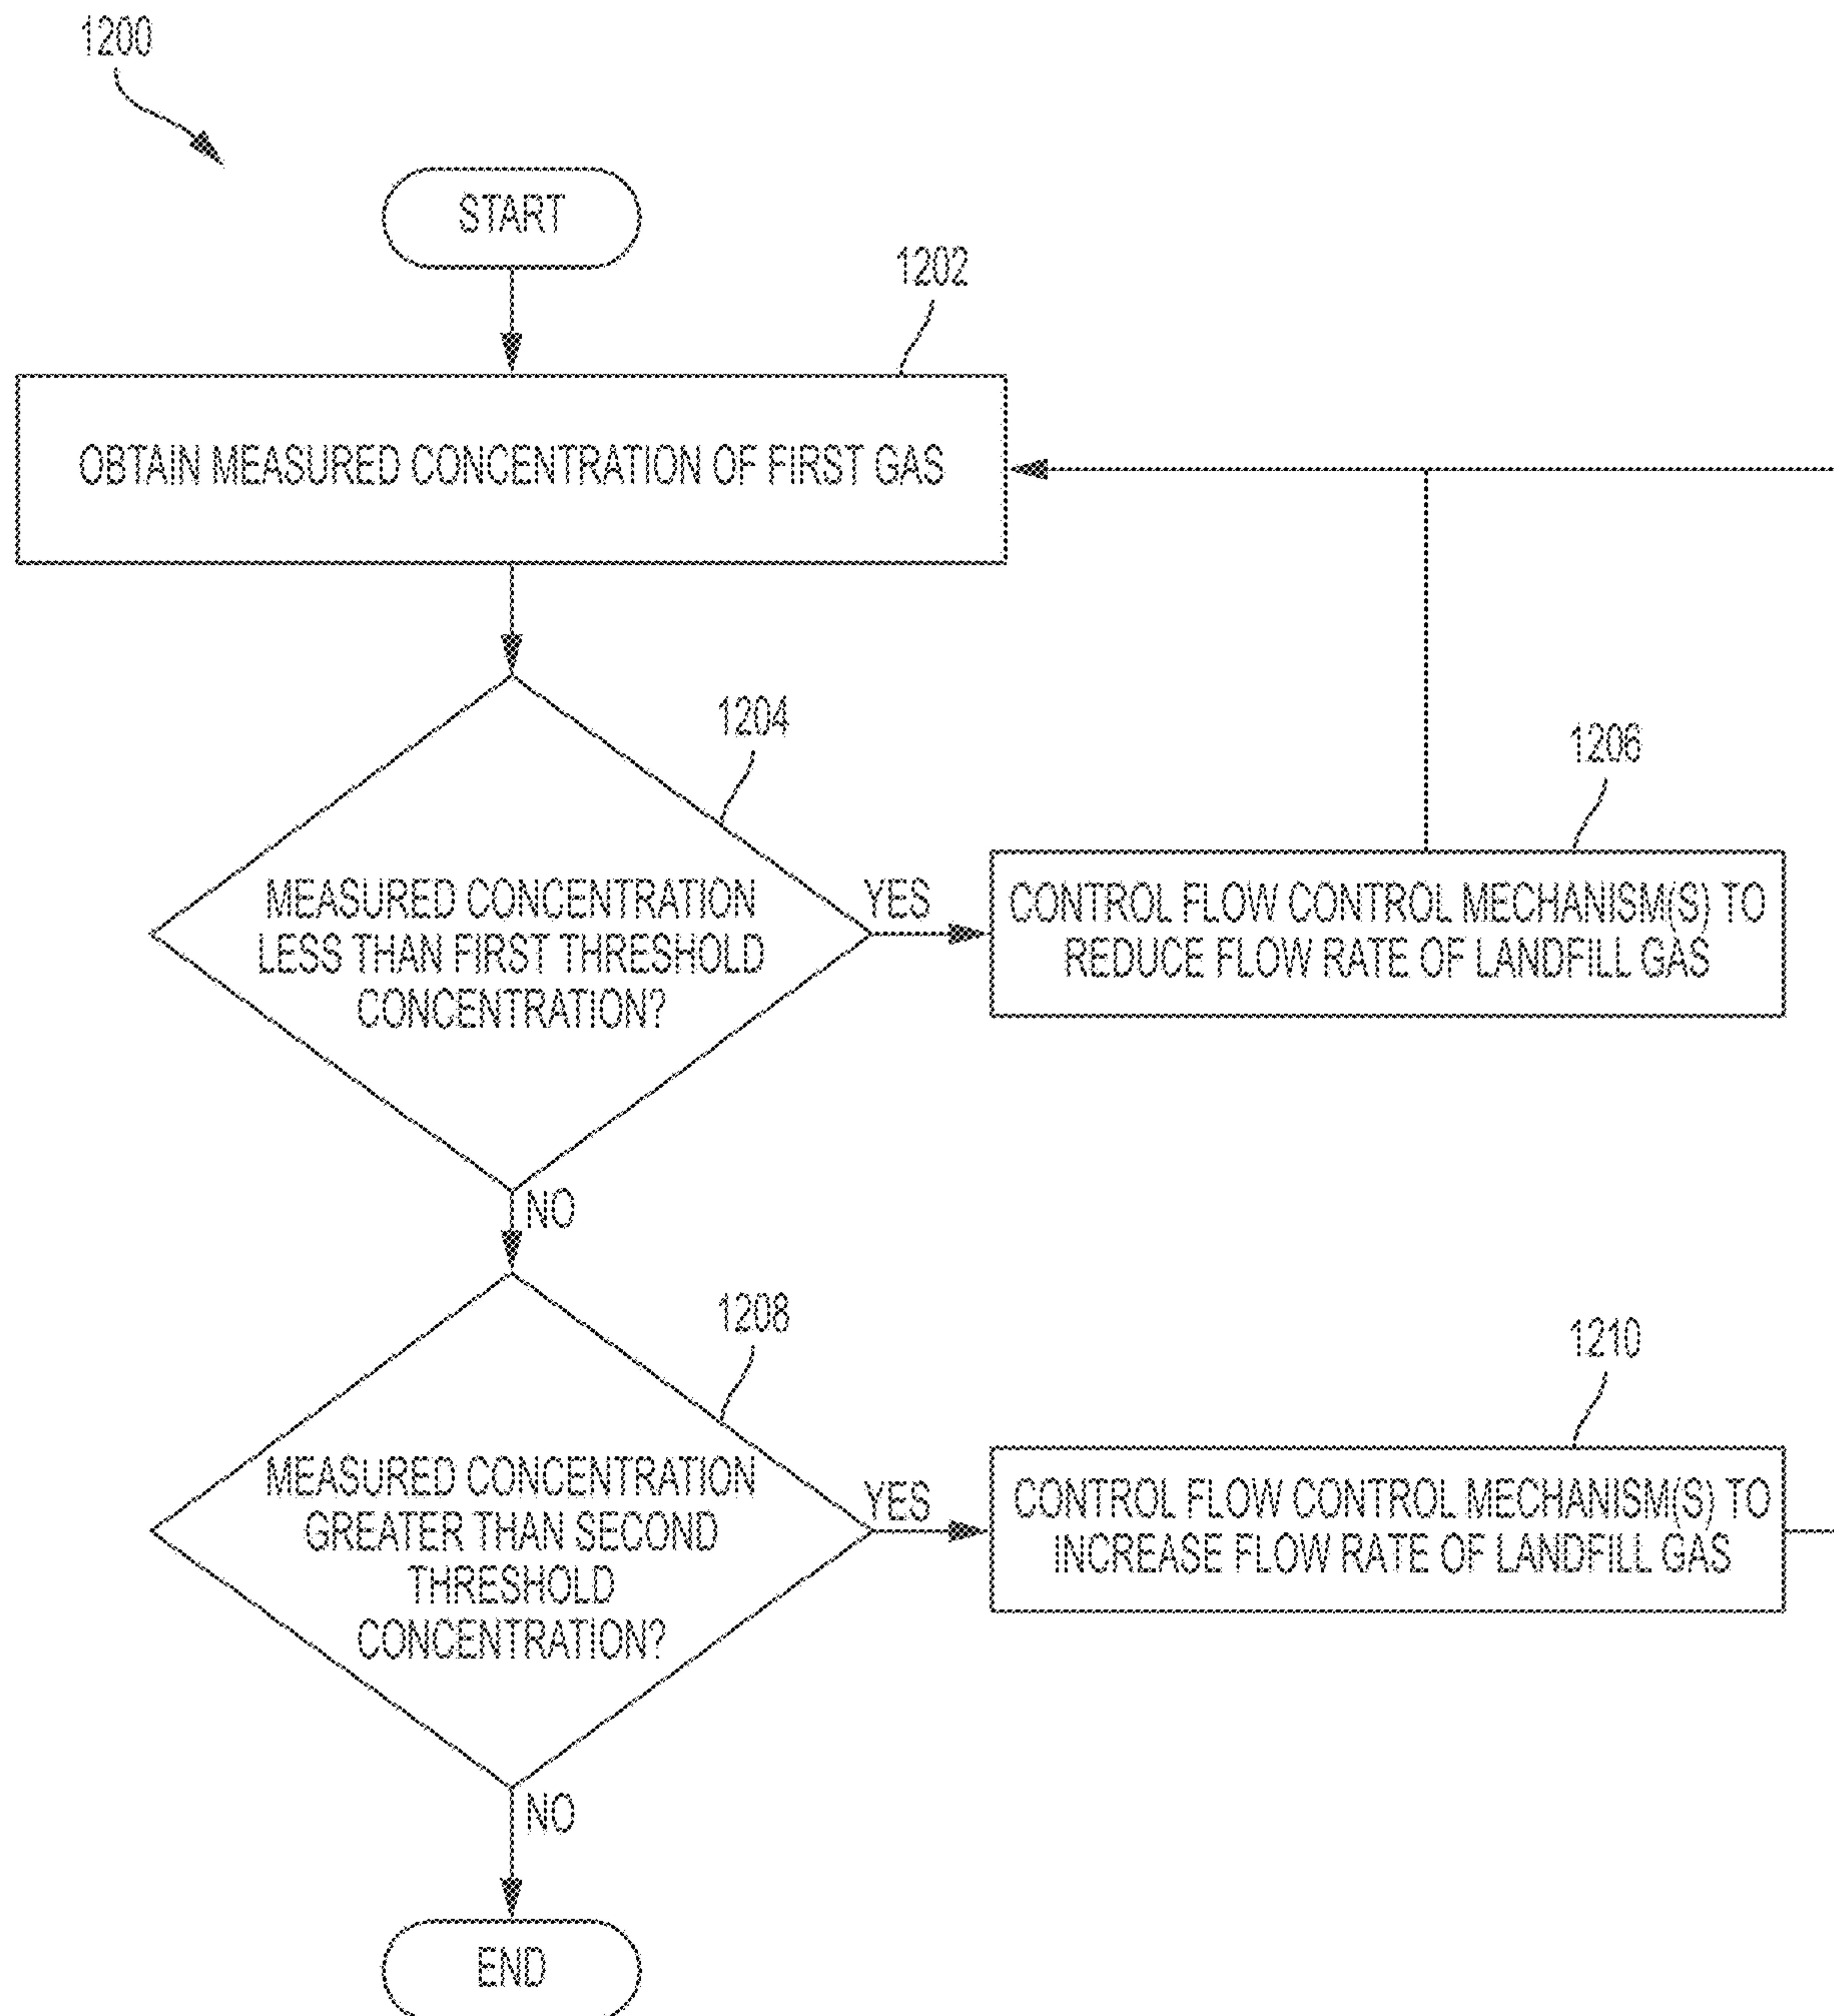 1200
START
1202
OBTAIN MEASURED CONCENTRATION OF FIRST GAS
1204
MEASURED CONCENTRATION
LESS THAN FIRST THRESHOLD
CONCENTRATION?
YES
1206
CONTROL FLOW CONTROL MECHANISM(S) TO
REDUCE FLOW RATE OF LANDFILL GAS
NO
1208
MEASURED CONCENTRATION
GREATER THAN SECOND
THRESHOLD
CONCENTRATION?
YES
1210
CONTROL FLOW CONTROL MECHANISM(S) TO
INCREASE FLOW RATE OF LANDFILL GAS
NO
END